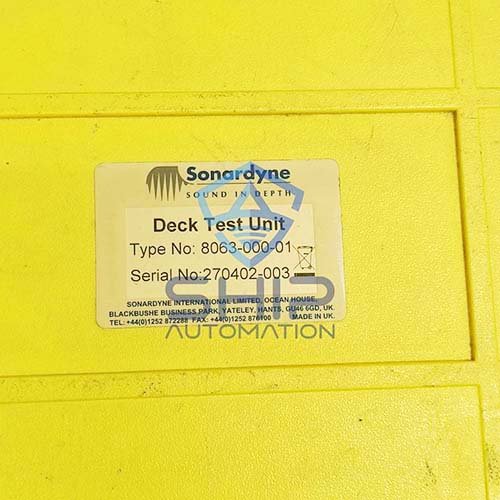 Sonardyne
SOUND IN DEPTH
Deck Test Unit
Type No: 8063-000-01
Serial No:270402-003
SHIP
AUTOMATION
SONARDYNE INTERNATIONAL LIMITED, OCEAN HOUSE,
BLACKBUSHE BUSINESS PARK, YATELEY, HANTS, GU46 6GD, UK
TEL: +44(0)1252 872288 FAX: +44(0)1252 876100 MADE IN UK.